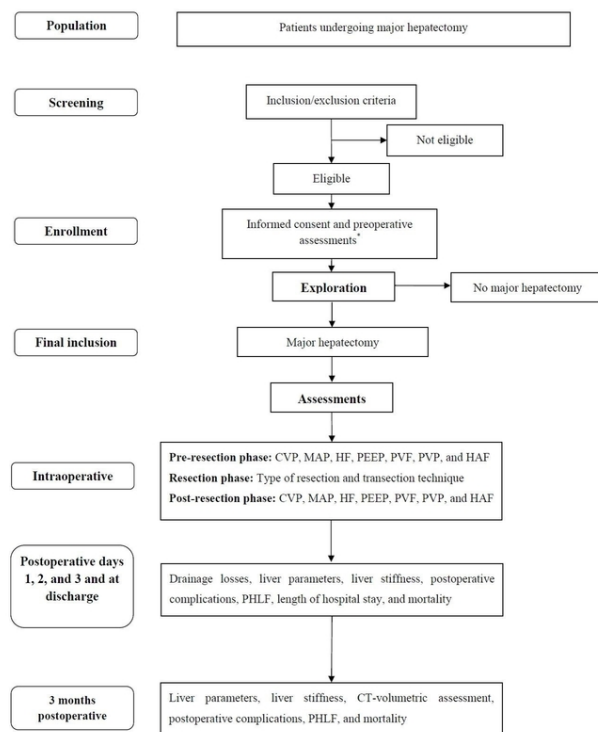 Population
Patients undergoing major hepatectomy
Screening
Inclusion/exclusion criteria
Not eligible
Eligible
Enrollment
Informed consent and preoperative
assessments*
Exploration
No major hepatectomy
Final inclusion
Major hepatectomy
Assessments
Intraoperative
Pre-resection phase: CVP, MAP, HF, PEEP, PVF, PVP, and HAF
Resection phase: Type of resection and transection technique
Post-resection phase: CVP, MAP, HF, PEEP, PVF, PVP, and HAF
Postoperative days
1, 2, and 3 and at
discharge
Drainage losses, liver parameters, liver stiffness, postoperative
complications, PHLF, length of hospital stay, and mortality
3 months
postoperative
Liver parameters, liver stiffness, CT-volumetric assessment,
postoperative complications, PHLF, and mortality